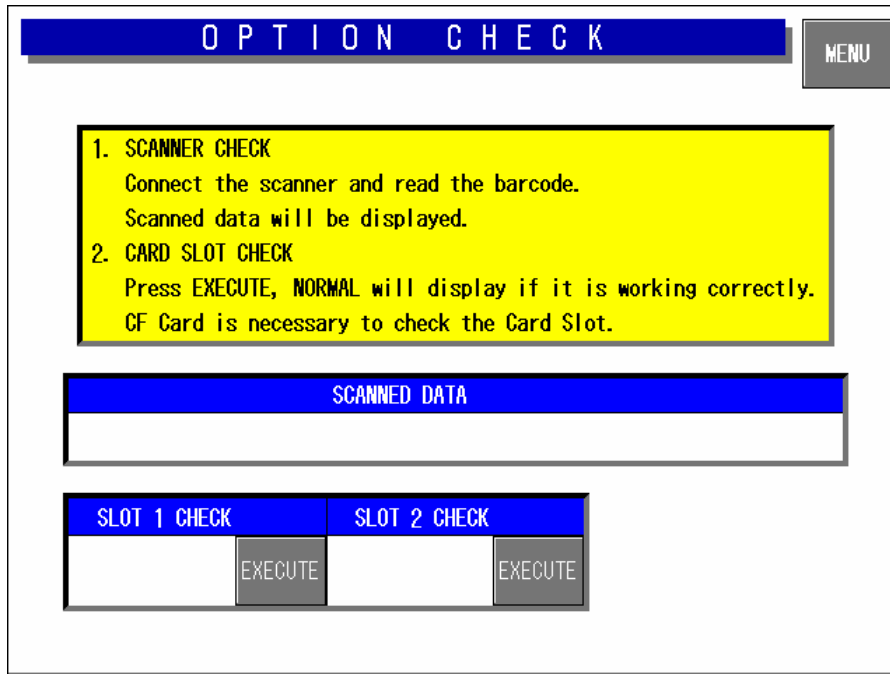 OPTION CHECK
MENU
1. SCANNER CHECK
Connect the scanner and read the barcode.
Scanned data will be displayed.
2. CARD SLOT CHECK
Press EXECUTE, NORMAL will display if it is working correctly.
CF Card is necessary to check the Card Slot.
SCANNED DATA
SLOT 1 CHECK SLOT 2 CHECK
EXECUTE EXECUTE